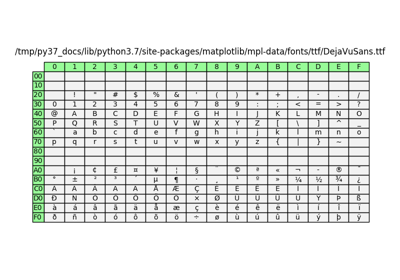 /tmp/py37_docs/lib/python3.7/site-packages/matplotlib/mpl-data/fonts/ttf/DejaVuSans.ttf
0 1 2 3 4 5 6 7 8 9 A B C D E F
00
10
20 ! " # $ % & ' ( ) * + , - . /
30 0 1 2 3 4 5 6 7 8 9 : ; < = > ?
40 @ A B C D E F G H I J K L M N O
50 P Q R S T U V W X Y Z [ \ ] ^ _
60 ` a b c d e f g h i j k l m n o
70 p q r s t u v w x y z { | } ~
80
90
A0 ¡ ¢ £ ¤ ¥ ¦ § ¨ © ª « ¬ - ® ¯
B0 ° ± ² ³ ´ µ ¶ · ¸ ¹ º » ¼ ½ ¾ ¿
C0 À Á Â Ã Ä Å Æ Ç È É Ê Ë Ì Í Î Ï
D0 Ð Ñ Ò Ó Ô Õ Ö × Ø Ù Ú Û Ü Ý Þ ß
E0 à á â ã ä å æ ç è é ê ë ì í î ï
F0 ð ñ ò ó ô õ ö ÷ ø ù ú û ü ý þ ÿ